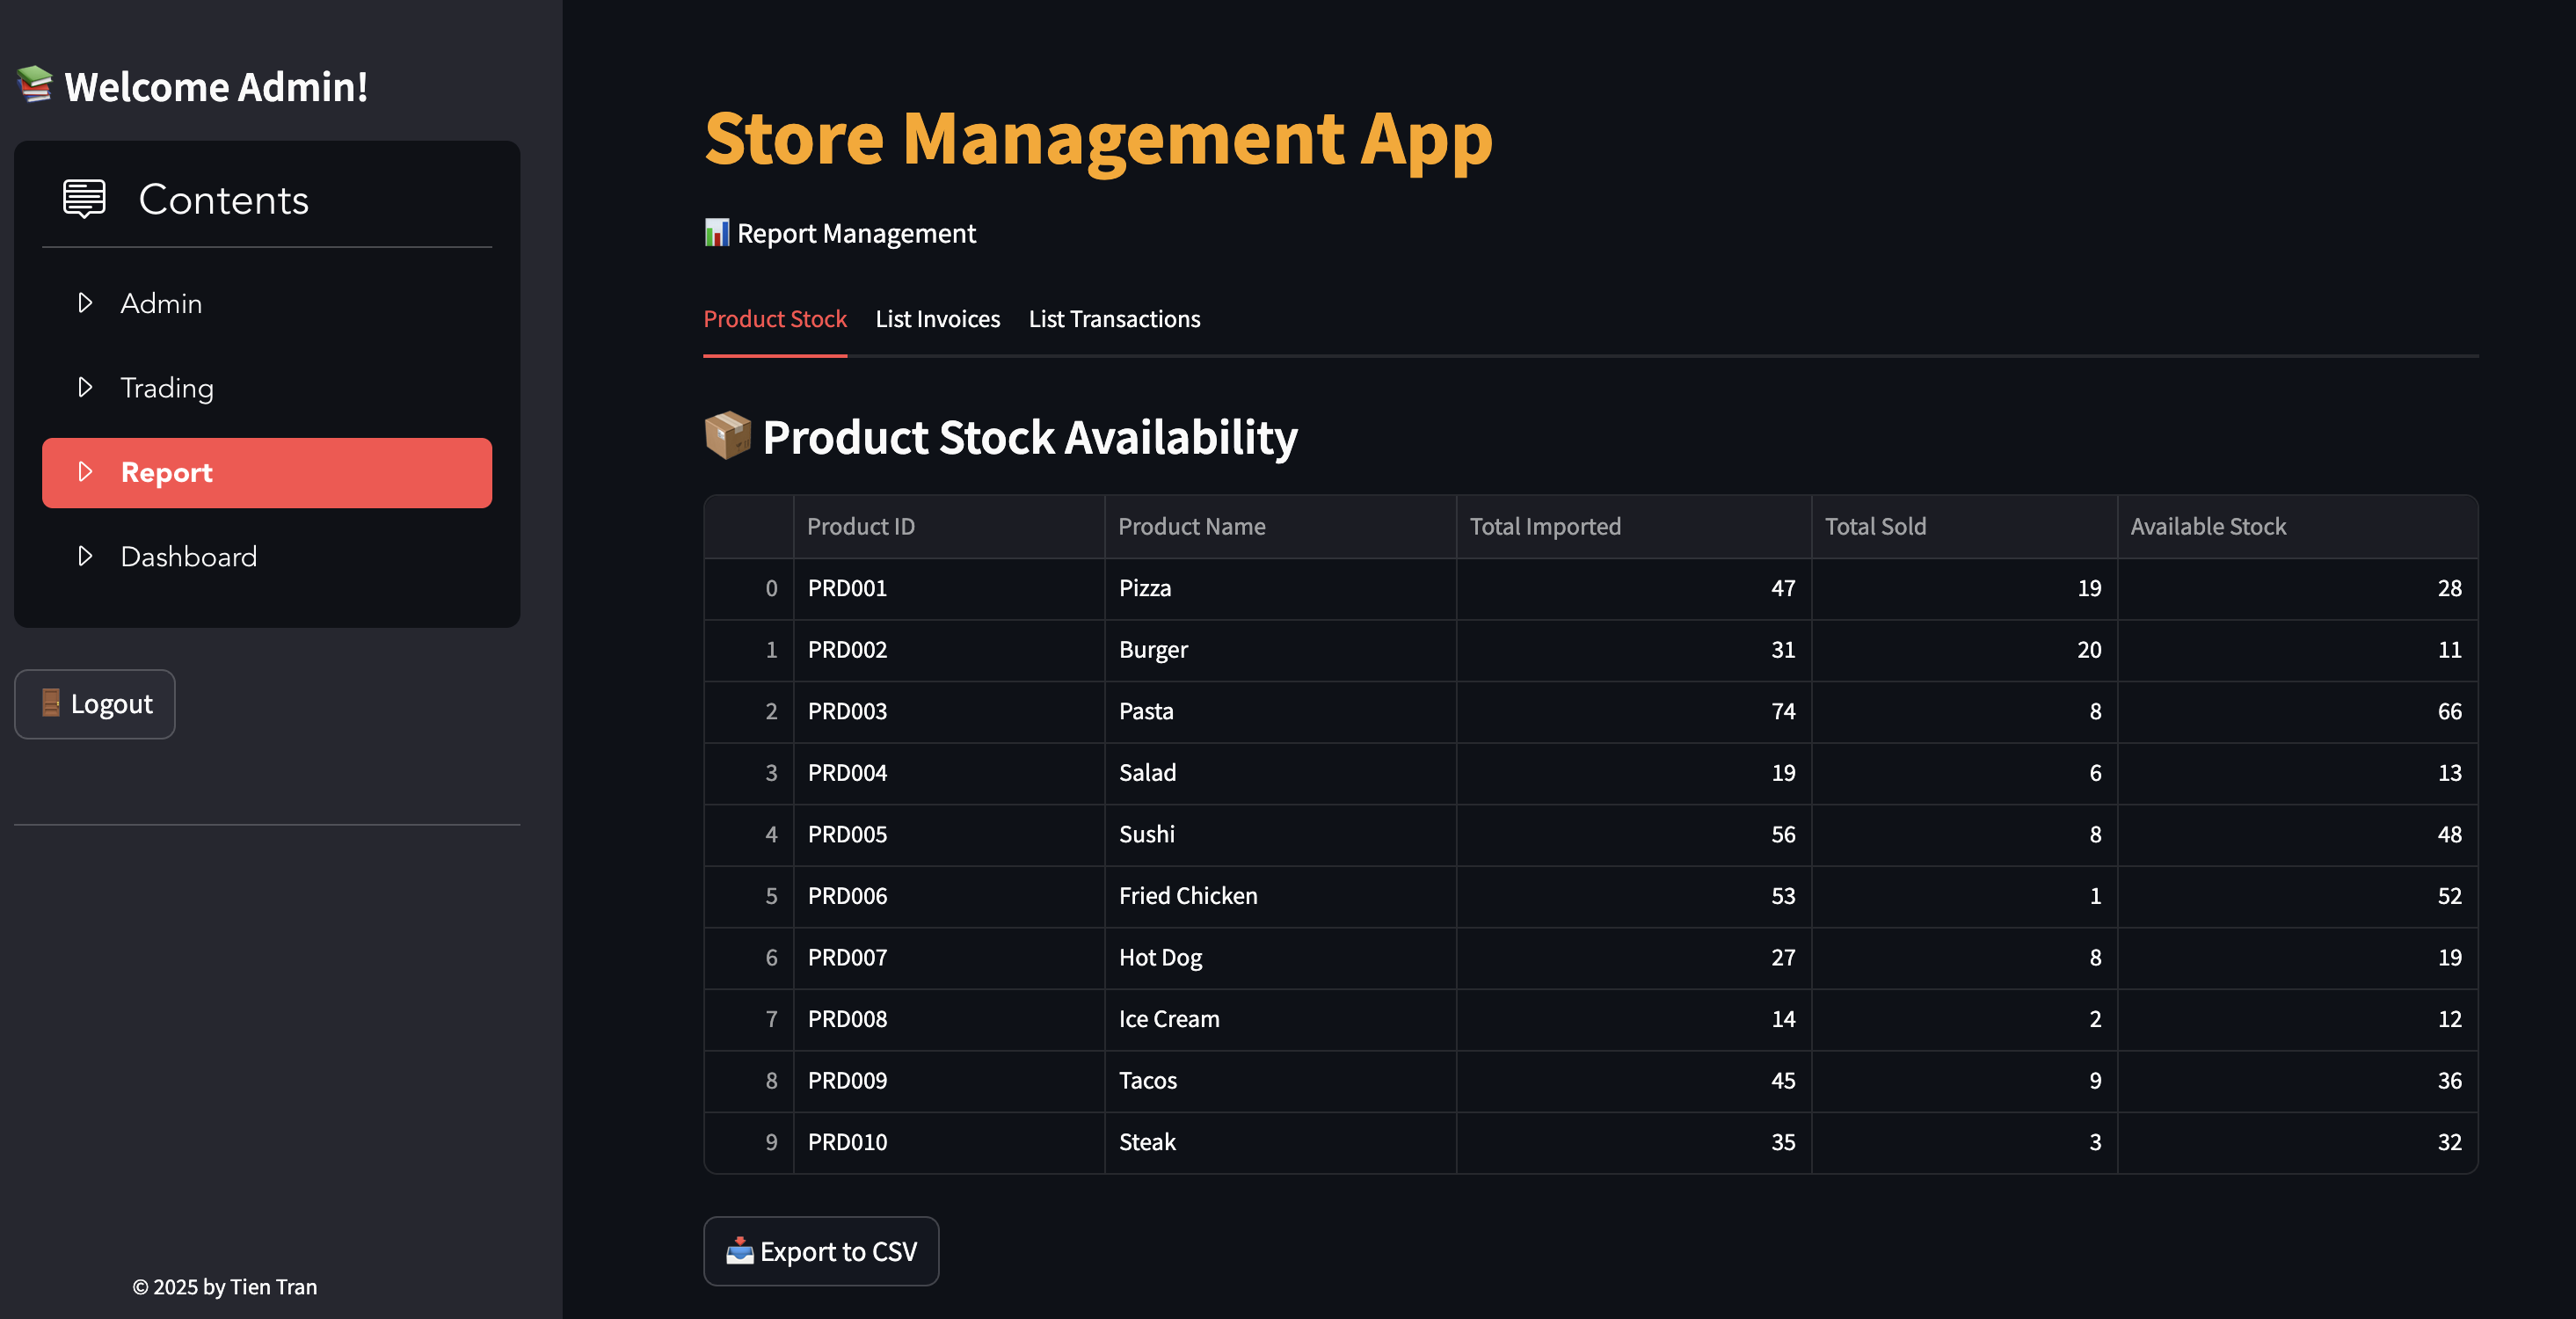 Welcome Admin!
Contents
Admin
Trading
Report
Dashboard
Logout
© 2025 by Tien Tran
Store Management App
Report Management
Product Stock List Invoices List Transactions
Product Stock Availability
Product ID Product Name Total Imported Total Sold Available Stock
0 PRD001 Pizza 47 19 28
1 PRD002 Burger 31 20 11
2 PRD003 Pasta 74 8 66
3 PRD004 Salad 19 6 13
4 PRD005 Sushi 56 8 48
5 PRD006 Fried Chicken 53 1 52
6 PRD007 Hot Dog 27 8 19
7 PRD008 Ice Cream 14 2 12
8 PRD009 Tacos 45 9 36
9 PRD010 Steak 35 3 32
Export to CSV